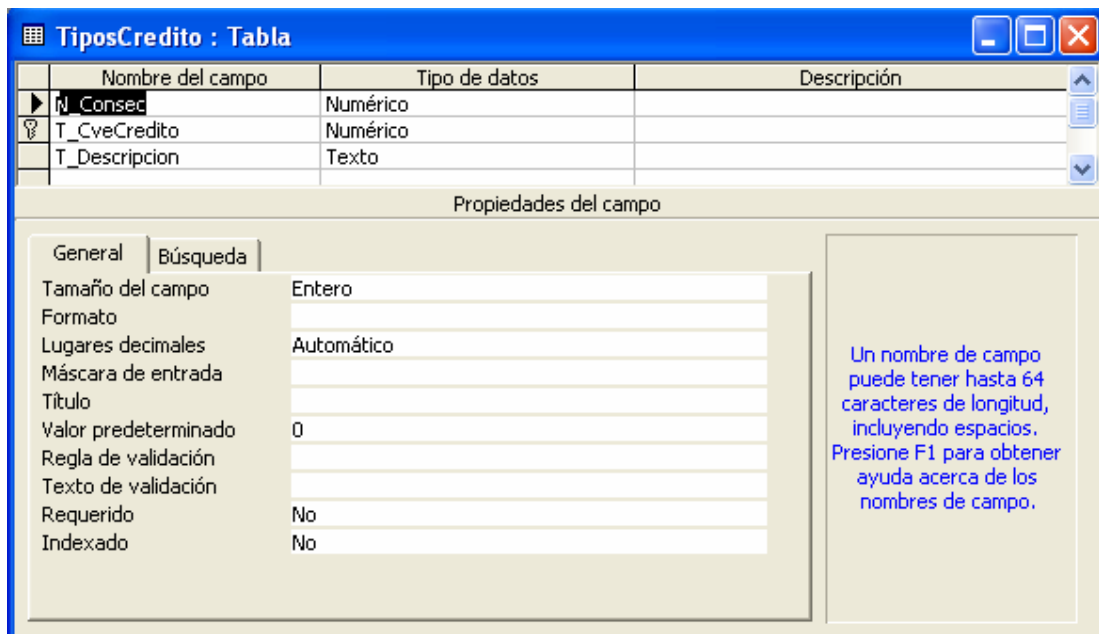 TiposCredito : Tabla
Nombre del campo Tipo de datos Descripción
N_Consec Numérico
T_CveCredito Numérico
T_Descripcion Texto
Propiedades del campo
General Búsqueda
Tamaño del campo Entero
Formato
Lugares decimales Automático
Máscara de entrada
Título
Valor predeterminado 0
Regla de validación
Texto de validación
Requerido No
Indexado No
Un nombre de campo
puede tener hasta 64
caracteres de longitud,
incluyendo espacios.
Presione F1 para obtener
ayuda acerca de los
nombres de campo.